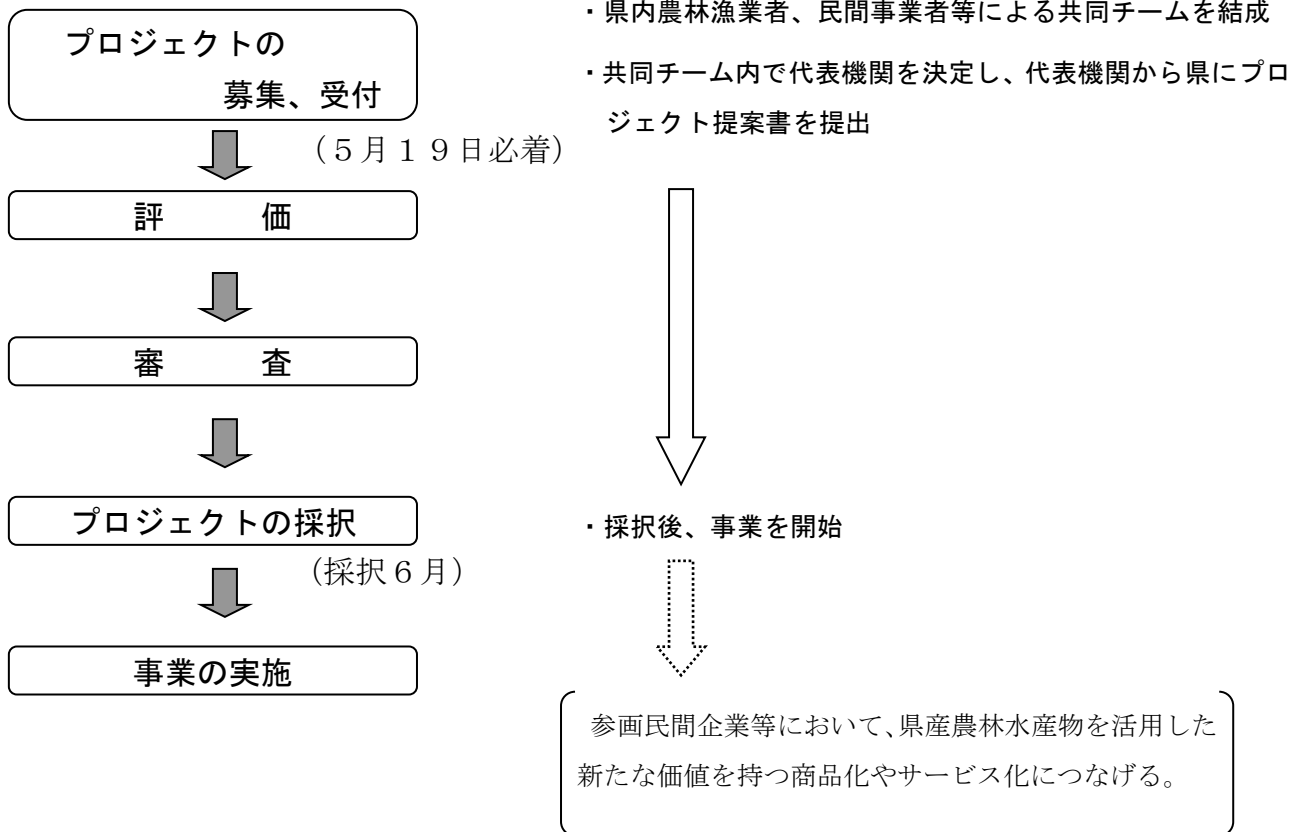 プロジェクトの
募集、受付
(5月19日必着)
評　　　価
審　　　査
プロジェクトの採択
(採択6月)
事業の実施
・県内農林漁業者、民間事業者等による共同チームを結成
・共同チーム内で代表機関を決定し、代表機関から県にプロ
ジェクト提案書を提出
・採択後、事業を開始
参画民間企業等において、県産農林水産物を活用した
新たな価値を持つ商品化やサービス化につなげる。